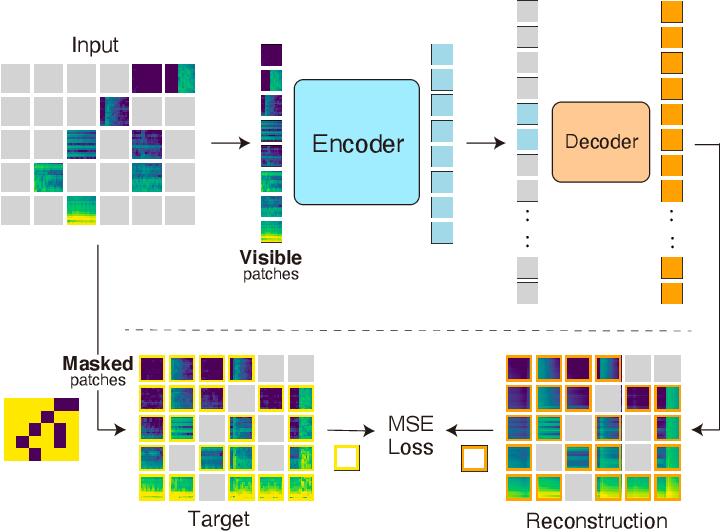 Input
Encoder
Decoder
Visible
patches
Masked
patches
MSE
Loss
Target
Reconstruction